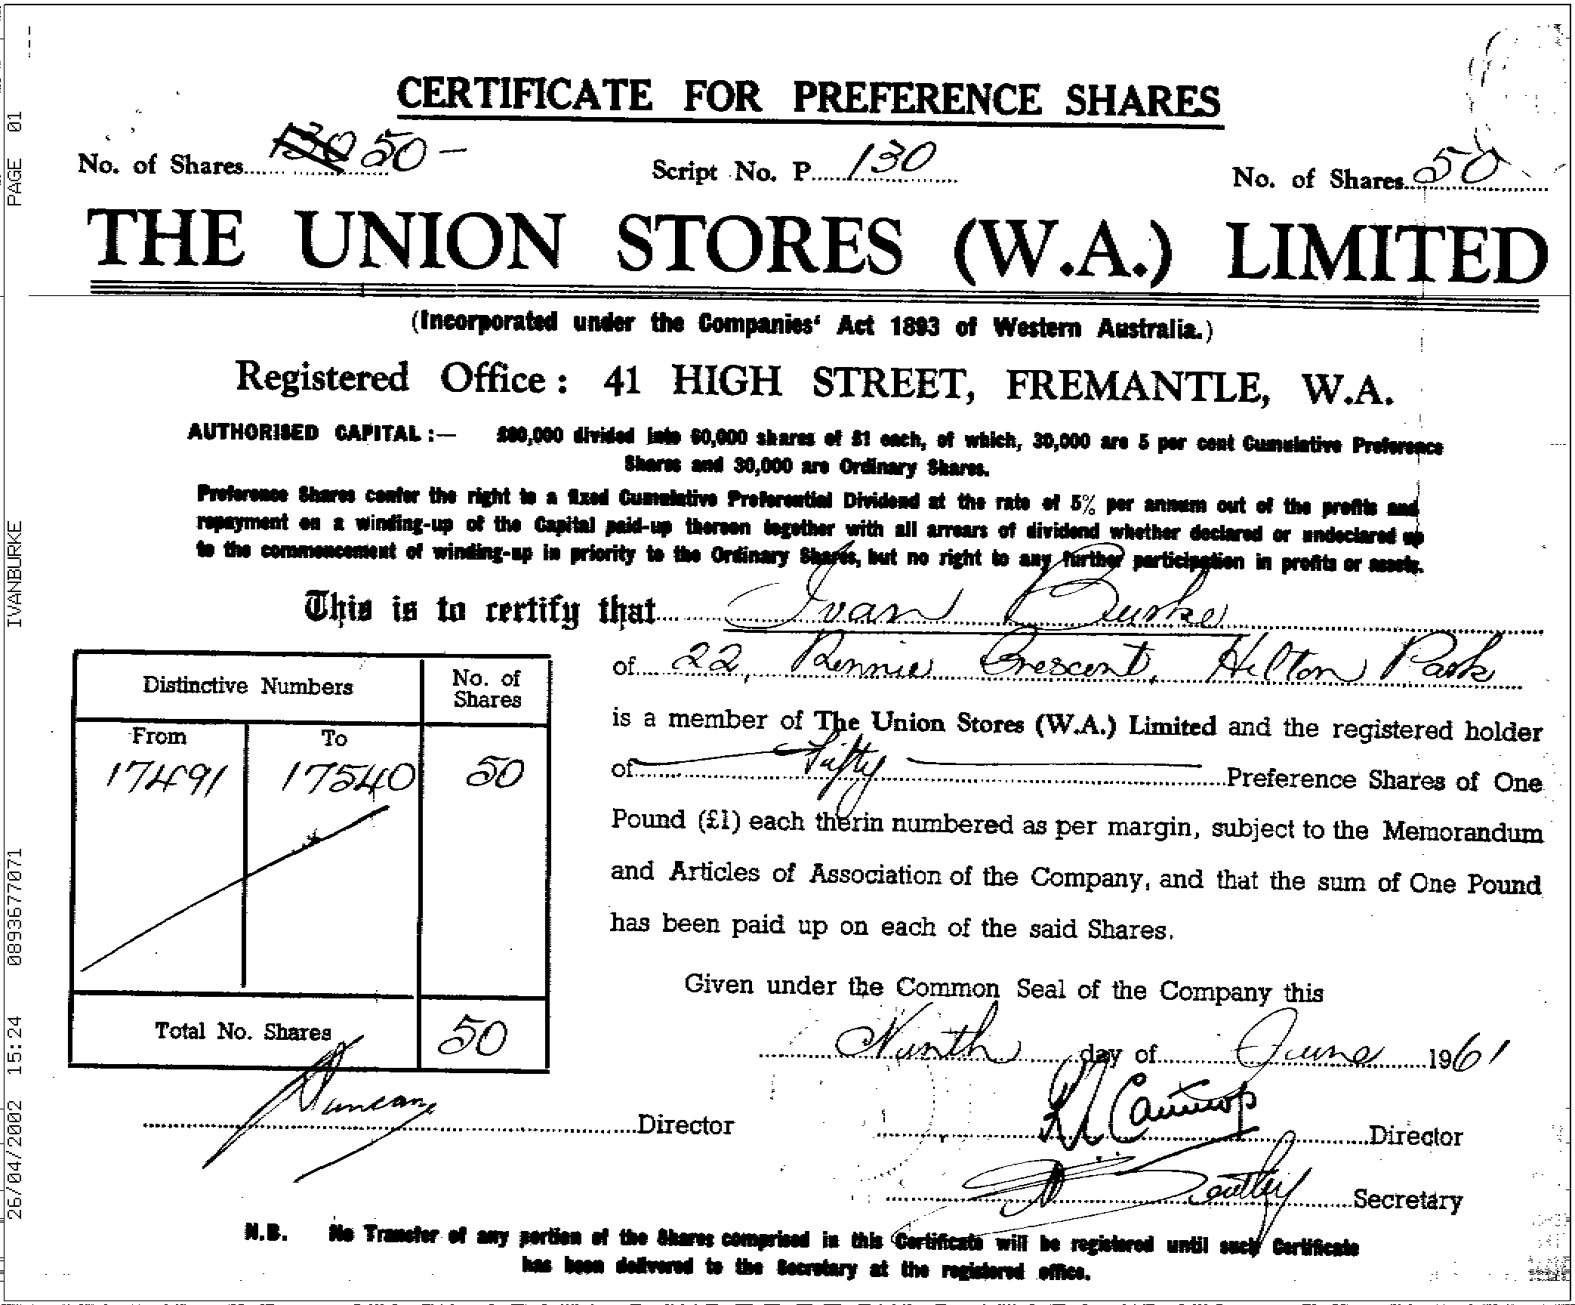 CERTIFICATE FOR PREFERENCE SHARES
No. of Shares 130 50 -
Script No. P 130
No. of Shares 50
THE UNION STORES (W.A.) LIMITED
(Incorporated under the Companies' Act 1893 of Western Australia.)
Registered Office : 41 HIGH STREET, FREMANTLE, W.A.
AUTHORISED CAPITAL :— £60,000 divided into 60,000 shares of £1 each, of which, 30,000 are 5 per cent Cumulative Preference
Shares and 30,000 are Ordinary Shares.
Preference Shares confer the right to a fixed Cumulative Preferential Dividend at the rate of 5% per annum out of the profits and
repayment on a winding-up of the Capital paid-up thereon together with all arrears of dividend whether declared or undeclared up
to the commencement of winding-up in priority to the Ordinary Shares, but no right to any further participation in profits or assets.
This is to certify that Ivan Burke
of 22, Rennie Crescent, Hilton Park
is a member of The Union Stores (W.A.) Limited and the registered holder
of Fifty Preference Shares of One
Pound (£1) each therin numbered as per margin, subject to the Memorandum
and Articles of Association of the Company, and that the sum of One Pound
has been paid up on each of the said Shares.
Distinctive Numbers
No. of
Shares
From To
17491 17540 50
Total No. Shares 50
Given under the Common Seal of the Company this
Ninth day of June 1961
Duncan Director
Director
Secretary
N.B. No Transfer of any portion of the Shares comprised in this Certificate will be registered until such Certificate
has been delivered to the Secretary at the registered office.
26/04/2002 15:24 0893677071 IVANBURKE PAGE 01